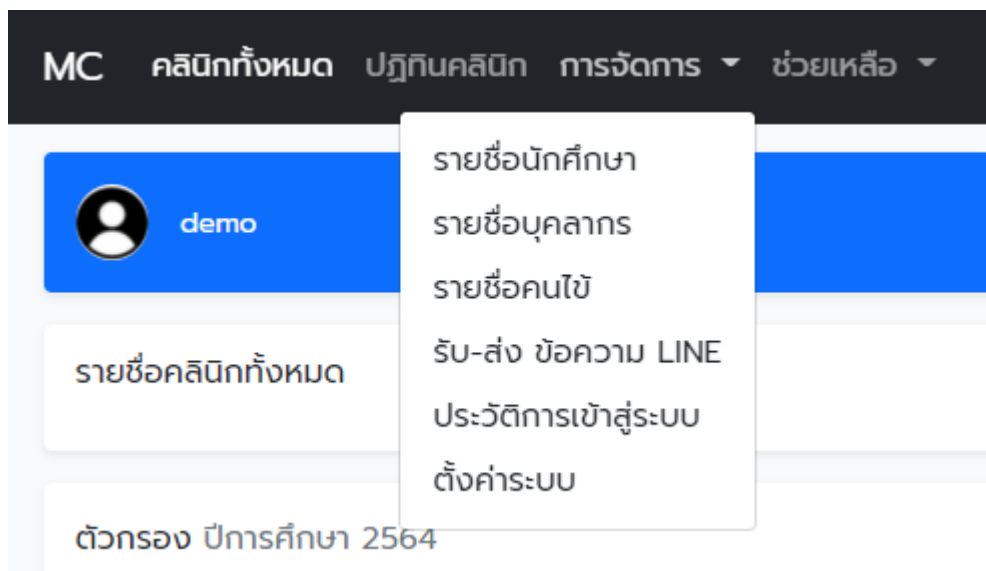 MC คลินิกทั้งหมด ปฏิทินคลินิก การจัดการ ช่วยเหลือ
demo
รายชื่อนักศึกษา
รายชื่อบุคลากร
รายชื่อคนไข้
รับ-ส่ง ข้อความ LINE
ประวัติการเข้าสู่ระบบ
ตั้งค่าระบบ
รายชื่อคลินิกทั้งหมด
ตัวกรอง ปีการศึกษา 2564